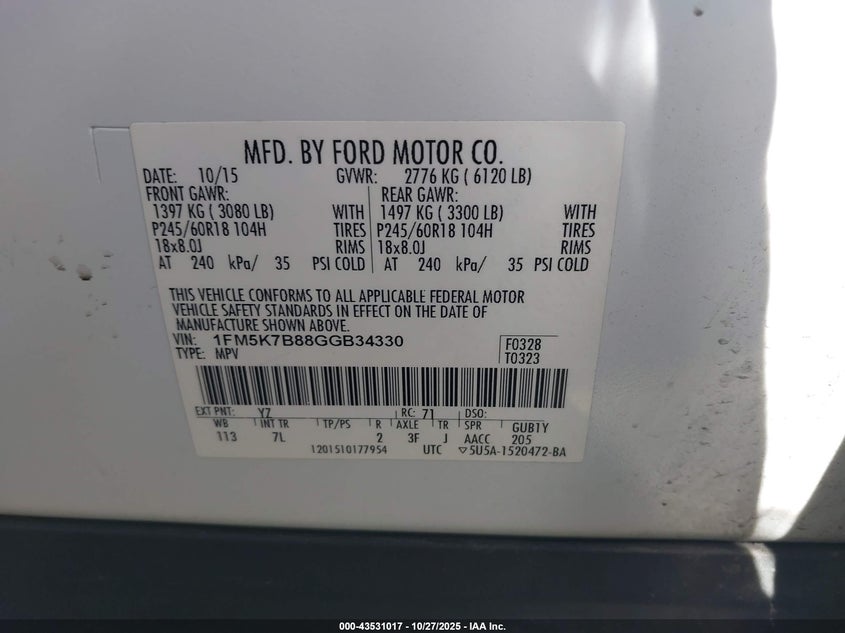 MFD. BY FORD MOTOR CO.
DATE: 10/15 GVWR: 2776 KG ( 6120 LB)
FRONT GAWR: REAR GAWR:
1397 KG ( 3080 LB) WITH 1497 KG ( 3300 LB) WITH
P245/60R18 104H TIRES P245/60R18 104H TIRES
18x8.0J RIMS 18x8.0J RIMS
AT 240 kPa/ 35 PSI COLD AT 240 kPa/ 35 PSI COLD
THIS VEHICLE CONFORMS TO ALL APPLICABLE FEDERAL MOTOR
VEHICLE SAFETY STANDARDS IN EFFECT ON THE DATE OF
MANUFACTURE SHOWN ABOVE.
VIN: 1FM5K7B88GGB34330 F0328
TYPE: MPV T0323
EXT PNT: YZ RC: 71 DSO:
WB INT TR TP/PS R AXLE TR SPR GUB1Y
113 7L 2 3F J AACC 205
1201510177954 UTC ▽5U5A-1520472-BA
000-43531017 - 10/27/2025 - IAA Inc.